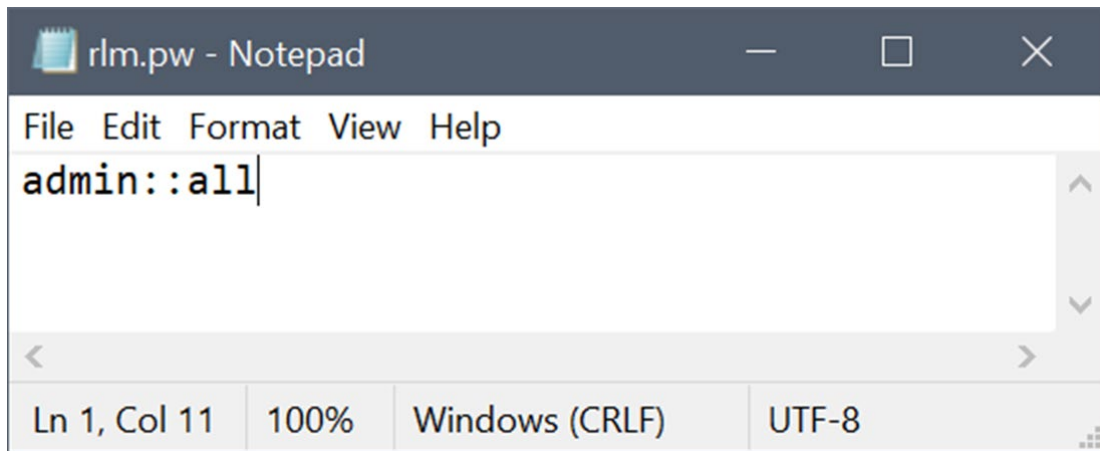 rlm.pw - Notepad
File Edit Format View Help
admin::all
Ln 1, Col 11 100% Windows (CRLF) UTF-8